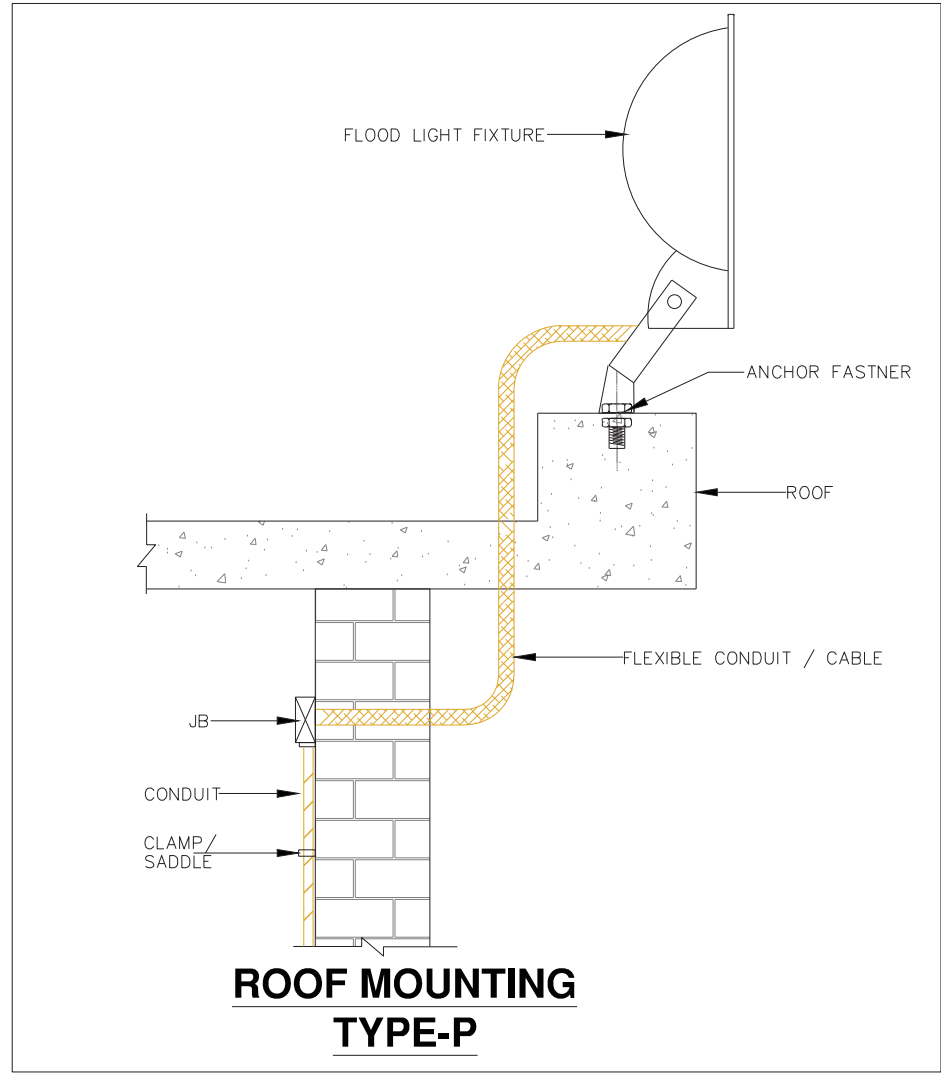 FLOOD LIGHT FIXTURE
ANCHOR FASTNER
ROOF
FLEXIBLE CONDUIT / CABLE
JB
CONDUIT
CLAMP/
SADDLE
ROOF MOUNTING
TYPE-P